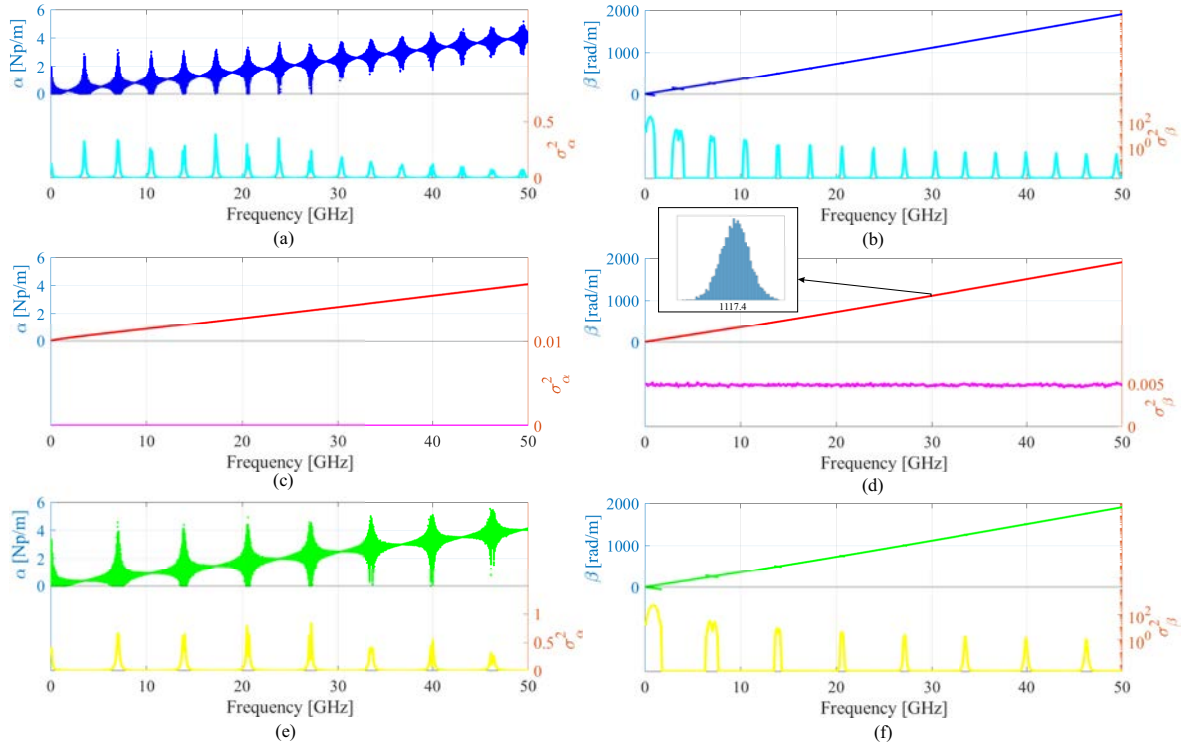 6
4
2
0
α [Np/m]
0.5
0
σ²α
0 10 20 30 40 50
Frequency [GHz]
(a)
2000
1000
0
β [rad/m]
10²
10⁰
σ²β
0 10 20 30 40 50
Frequency [GHz]
(b)
6
4
2
0
α [Np/m]
0.01
0
σ²α
0 10 20 30 40 50
Frequency [GHz]
(c)
1117.4
2000
1000
0
β [rad/m]
0.005
0
σ²β
0 10 20 30 40 50
Frequency [GHz]
(d)
6
4
2
0
α [Np/m]
1
0.5
0
σ²α
0 10 20 30 40 50
Frequency [GHz]
(e)
2000
1000
0
β [rad/m]
10²
10⁰
σ²β
0 10 20 30 40 50
Frequency [GHz]
(f)